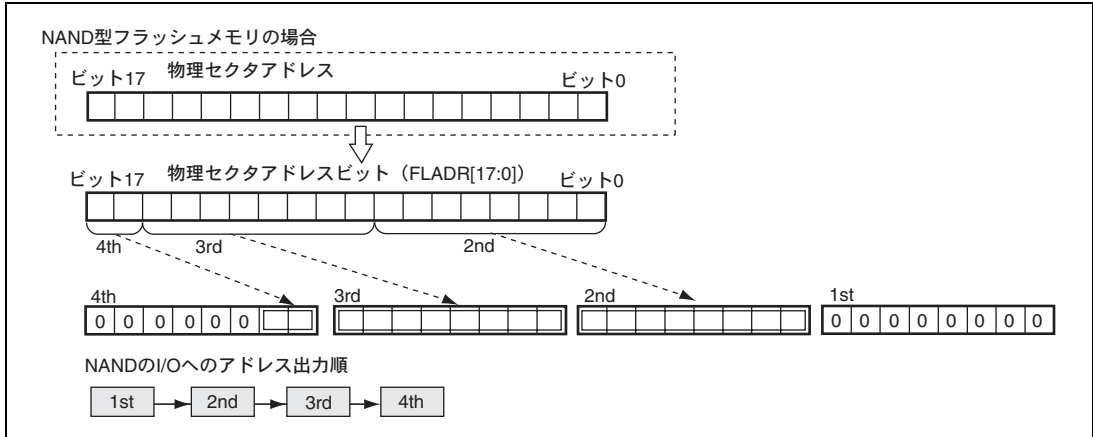 NAND型フラッシュメモリの場合
ビット17 物理セクタアドレス ビット0
ビット17 物理セクタアドレスビット（FLADR[17:0]） ビット0
4th 3rd 2nd
4th 3rd 2nd 1st
0 0 0 0 0 0 0 0 0 0 0 0 0 0
NANDのI/Oへのアドレス出力順
1st 2nd 3rd 4th